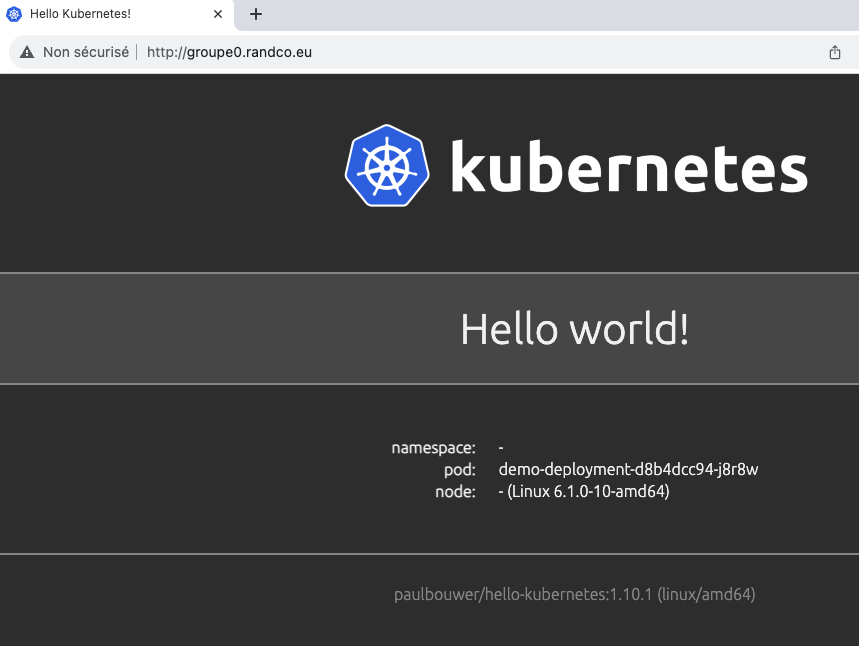 Hello Kubernetes!
Non sécurisé http://groupe0.randco.eu
kubernetes
Hello world!
namespace: -
pod: demo-deployment-d8b4dcc94-j8r8w
node: - (Linux 6.1.0-10-amd64)
paulbouwer/hello-kubernetes:1.10.1 (linux/amd64)